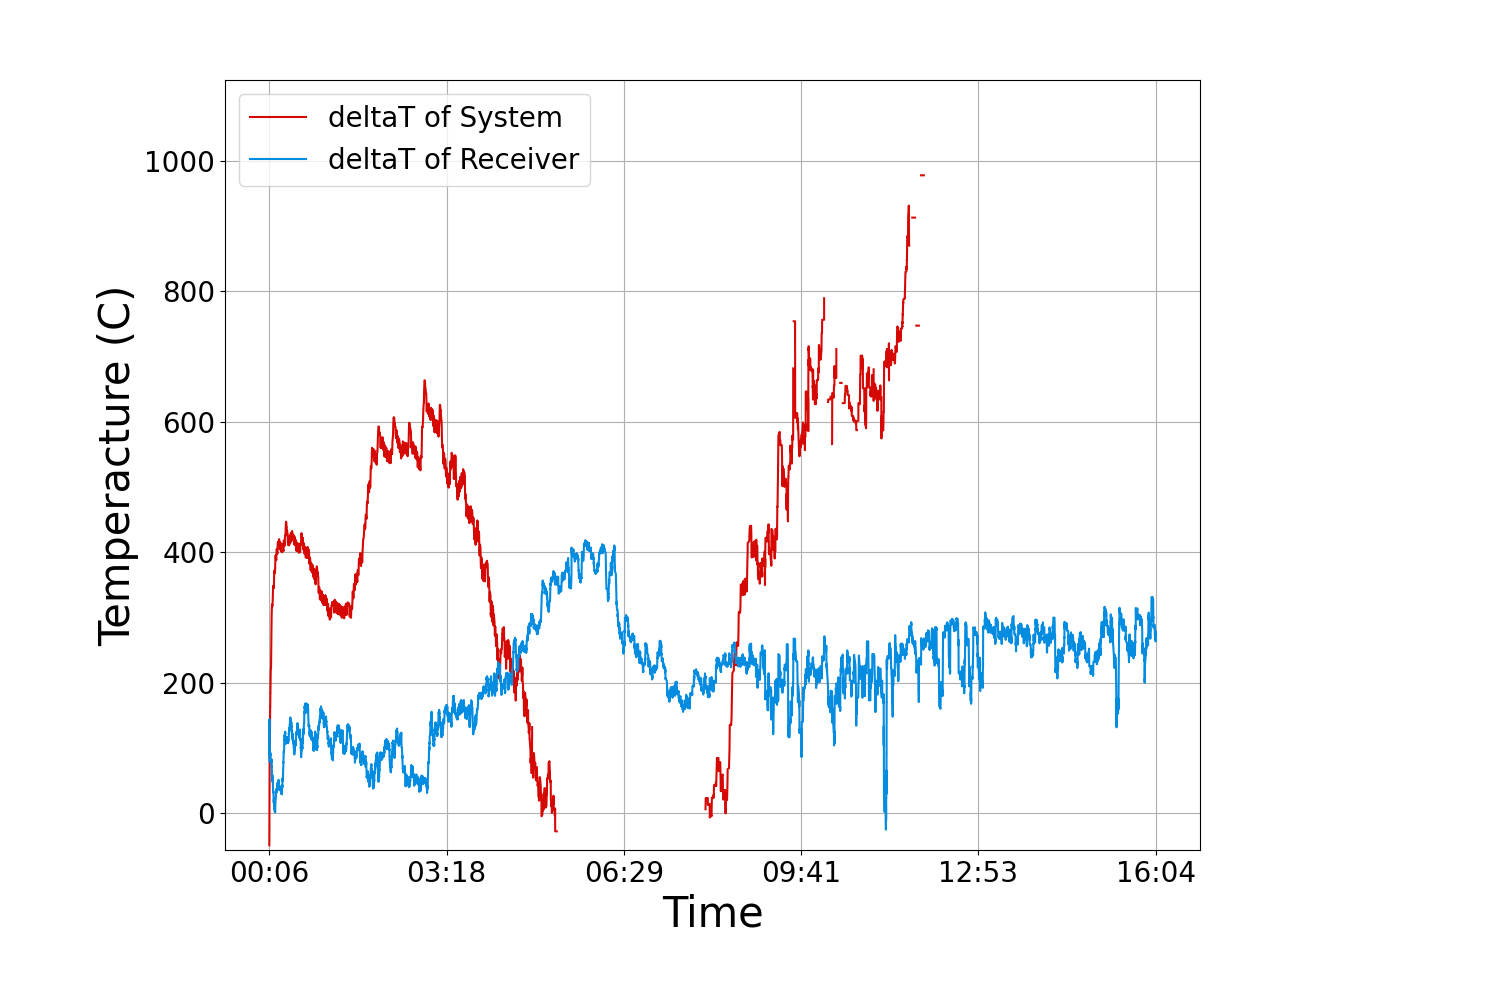 deltaT of System
deltaT of Receiver
1000
800
600
400
200
0
Temperacture (C)
00:06 03:18 06:29 09:41 12:53 16:04
Time